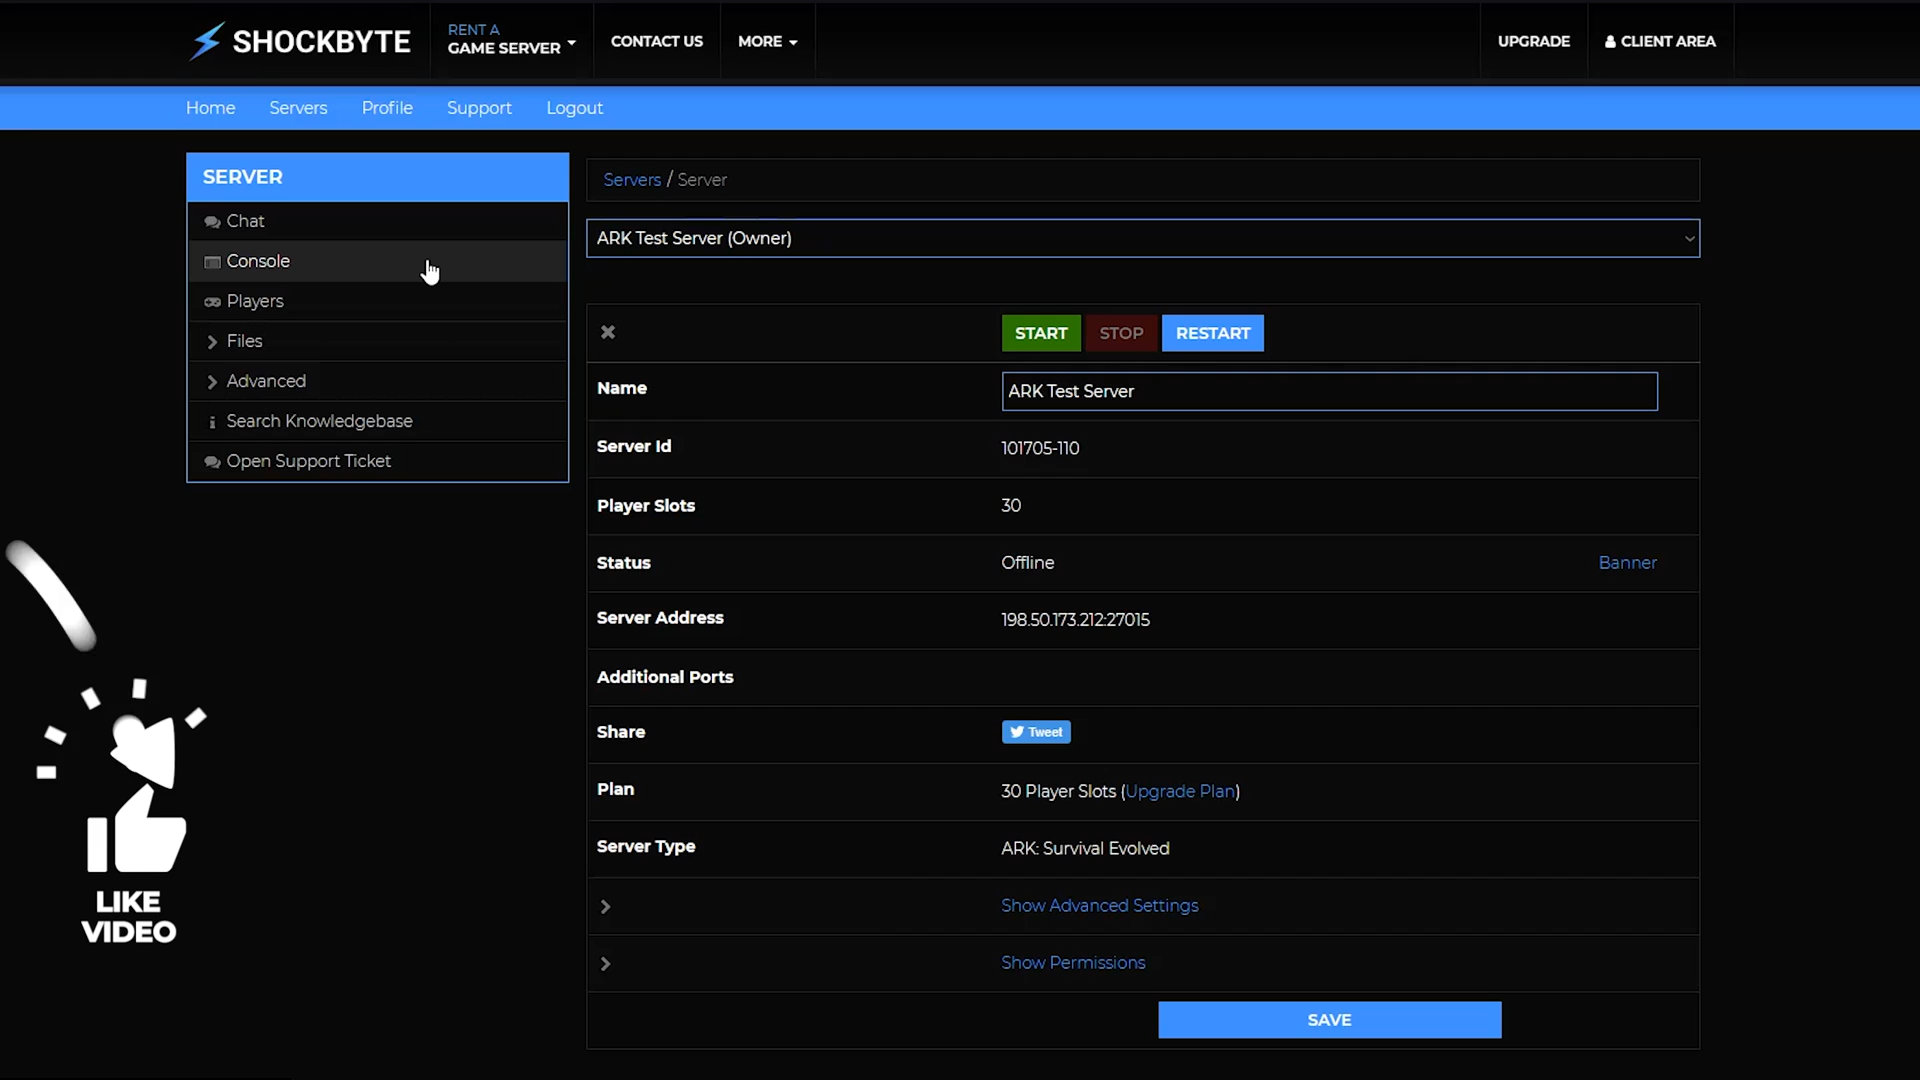 SHOCKBYTE
RENT A
GAME SERVER
CONTACT US
MORE
UPGRADE
CLIENT AREA
Home
Servers
Profile
Support
Logout
SERVER
Chat
Console
Players
Files
Advanced
Search Knowledgebase
Open Support Ticket
Servers / Server
ARK Test Server (Owner)
START
STOP
RESTART
Name
ARK Test Server
Server Id
101705-110
Player Slots
30
Status
Offline
Banner
Server Address
198.50.173.212:27015
Additional Ports
Share
Tweet
Plan
30 Player Slots (Upgrade Plan)
Server Type
ARK: Survival Evolved
Show Advanced Settings
Show Permissions
SAVE
LIKE
VIDEO